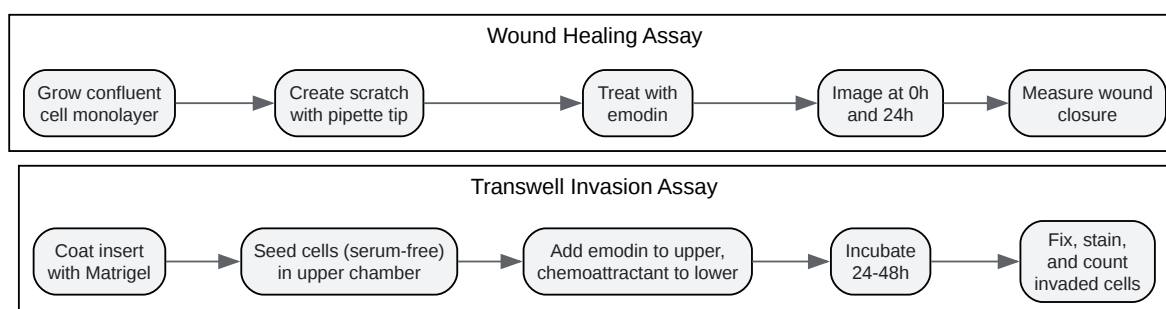 Wound Healing Assay
Grow confluent
cell monolayer
Create scratch
with pipette tip
Treat with
emodin
Image at 0h
and 24h
Measure wound
closure
Transwell Invasion Assay
Coat insert
with Matrigel
Seed cells (serum-free)
in upper chamber
Add emodin to upper,
chemoattractant to lower
Incubate
24-48h
Fix, stain,
and count
invaded cells